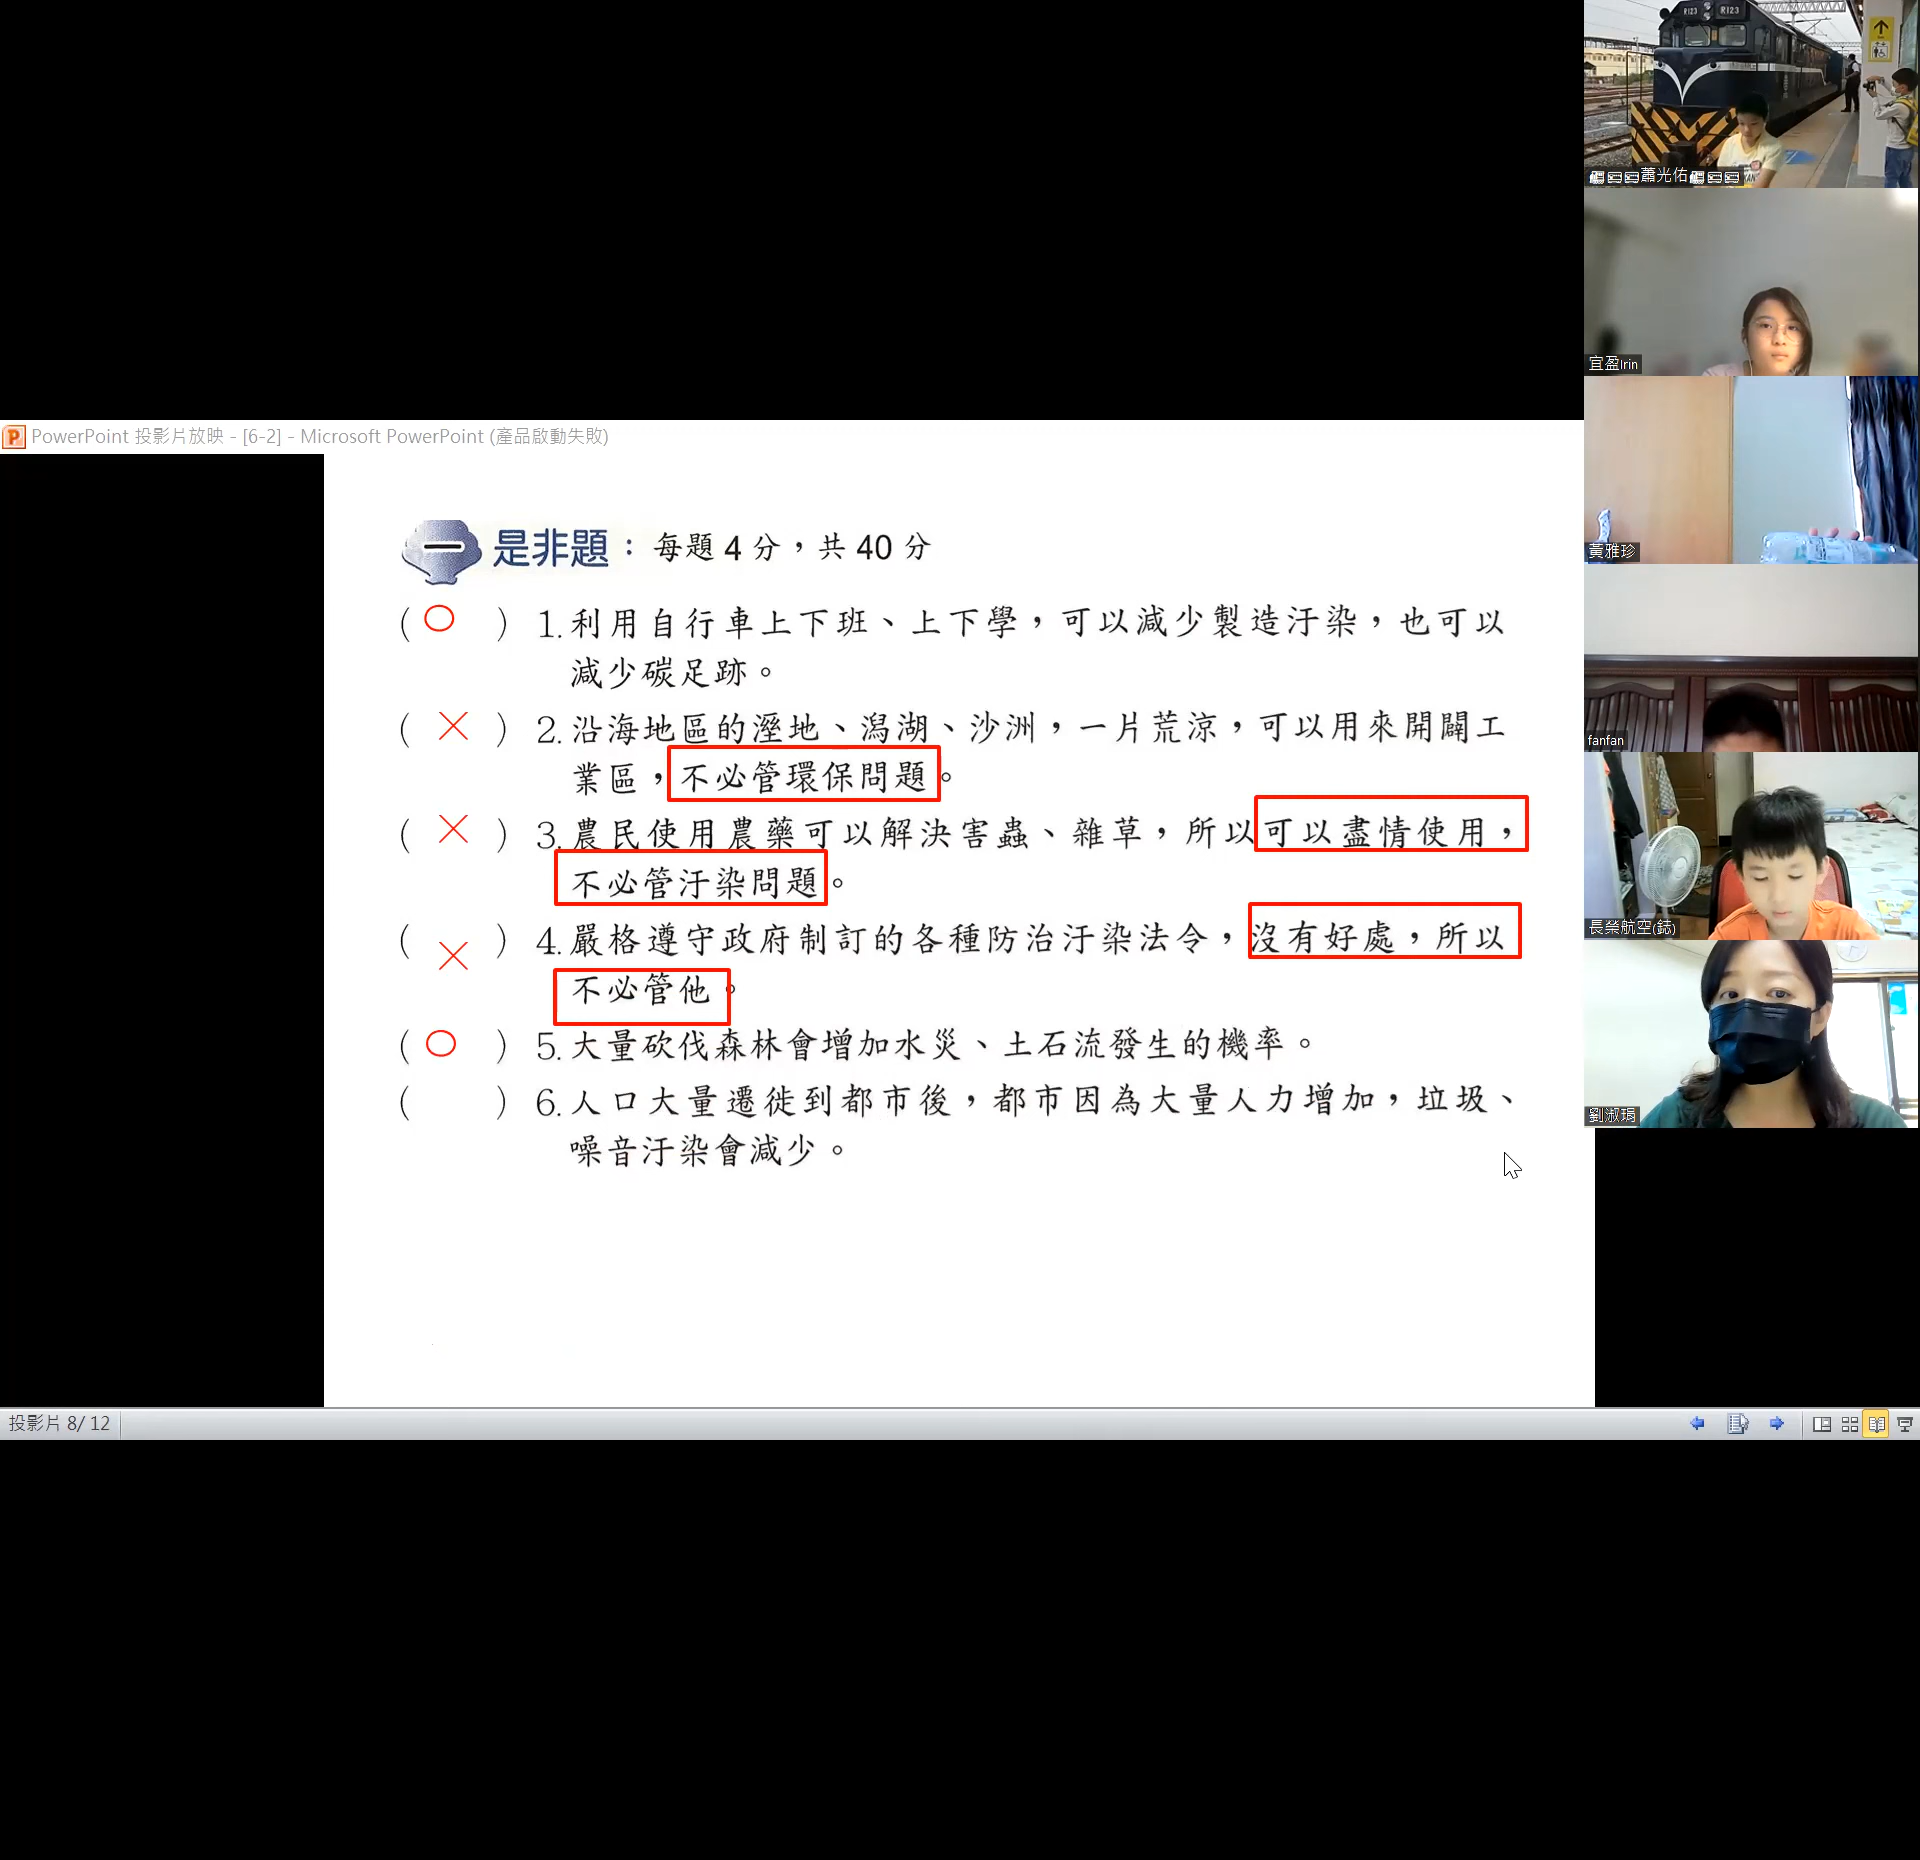 PowerPoint 投影片放映 - [6-2] - Microsoft PowerPoint (產品啟動失敗)
一 是非題：每題 4 分，共 40 分
( ○ ) 1. 利用自行車上下班、上下學，可以減少製造汙染，也可以
減少碳足跡。
( × ) 2. 沿海地區的溼地、潟湖、沙洲，一片荒涼，可以用來開闢工
業區，不必管環保問題。
( × ) 3. 農民使用農藥可以解決害蟲、雜草，所以可以盡情使用，
不必管汙染問題。
( × ) 4. 嚴格遵守政府制訂的各種防治汙染法令，沒有好處，所以
不必管他。
( ○ ) 5. 大量砍伐森林會增加水災、土石流發生的機率。
( ) 6. 人口大量遷徙到都市後，都市因為大量人力增加，垃圾、
噪音汙染會減少。
投影片 8/ 12
R123 R123
蕭光佑
宜盈Irin
黃雅珍
fanfan
長榮航空(誌)
劉淑琄